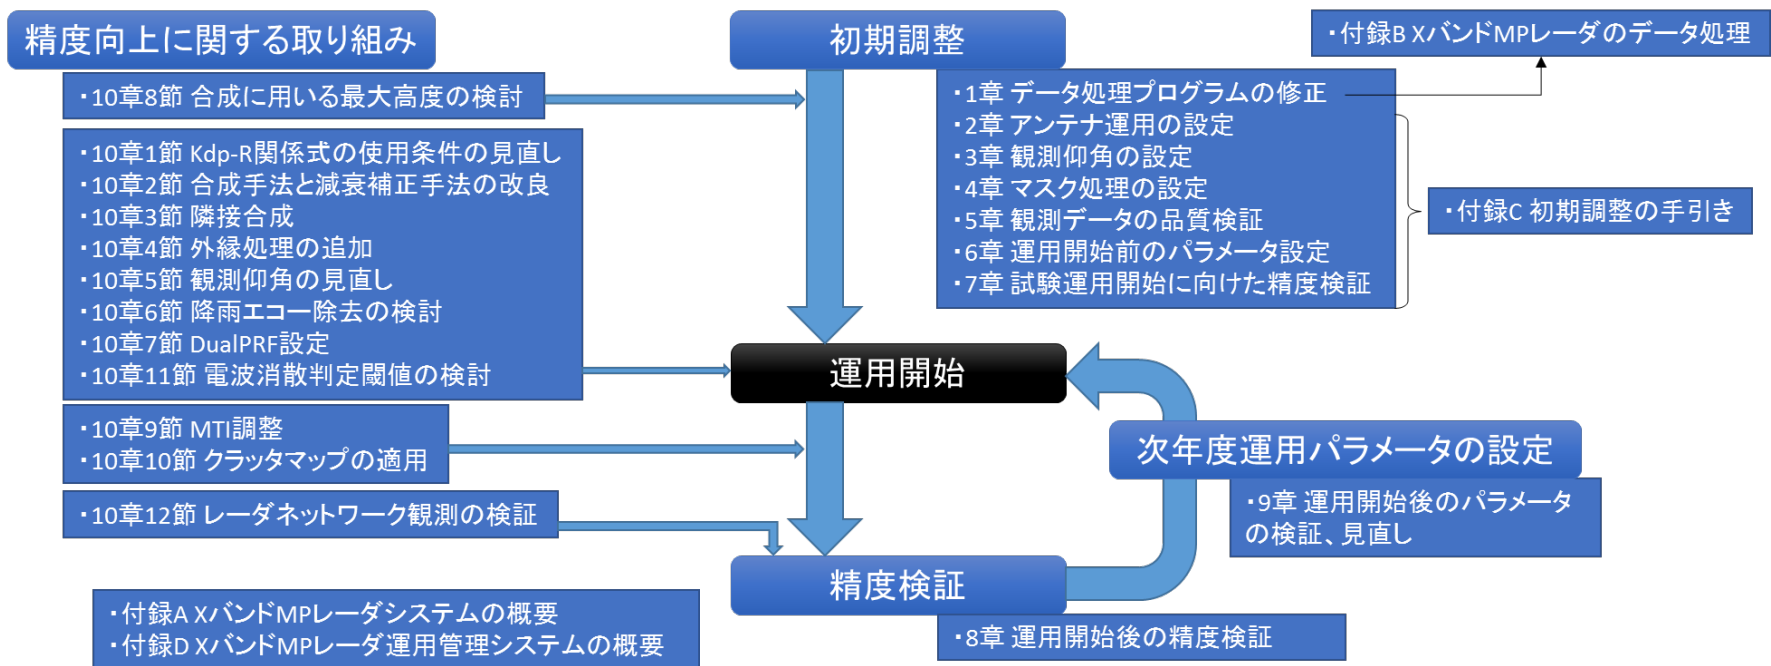 精度向上に関する取り組み
・10章8節 合成に用いる最大高度の検討
・10章1節 Kdp-R関係式の使用条件の見直し
・10章2節 合成手法と減衰補正手法の改良
・10章3節 隣接合成
・10章4節 外縁処理の追加
・10章5節 観測仰角の見直し
・10章6節 降雨エコー除去の検討
・10章7節 DualPRF設定
・10章11節 電波消散判定閾値の検討
・10章9節 MTI調整
・10章10節 クラッタマップの適用
・10章12節 レーダネットワーク観測の検証
・付録A XバンドMPレーダシステムの概要
・付録D XバンドMPレーダ運用管理システムの概要
初期調整
・1章 データ処理プログラムの修正
・2章 アンテナ運用の設定
・3章 観測仰角の設定
・4章 マスク処理の設定
・5章 観測データの品質検証
・6章 運用開始前のパラメータ設定
・7章 試験運用開始に向けた精度検証
・付録B XバンドMPレーダのデータ処理
・付録C 初期調整の手引き
運用開始
次年度運用パラメータの設定
・9章 運用開始後のパラメータ
の検証、見直し
精度検証
・8章 運用開始後の精度検証